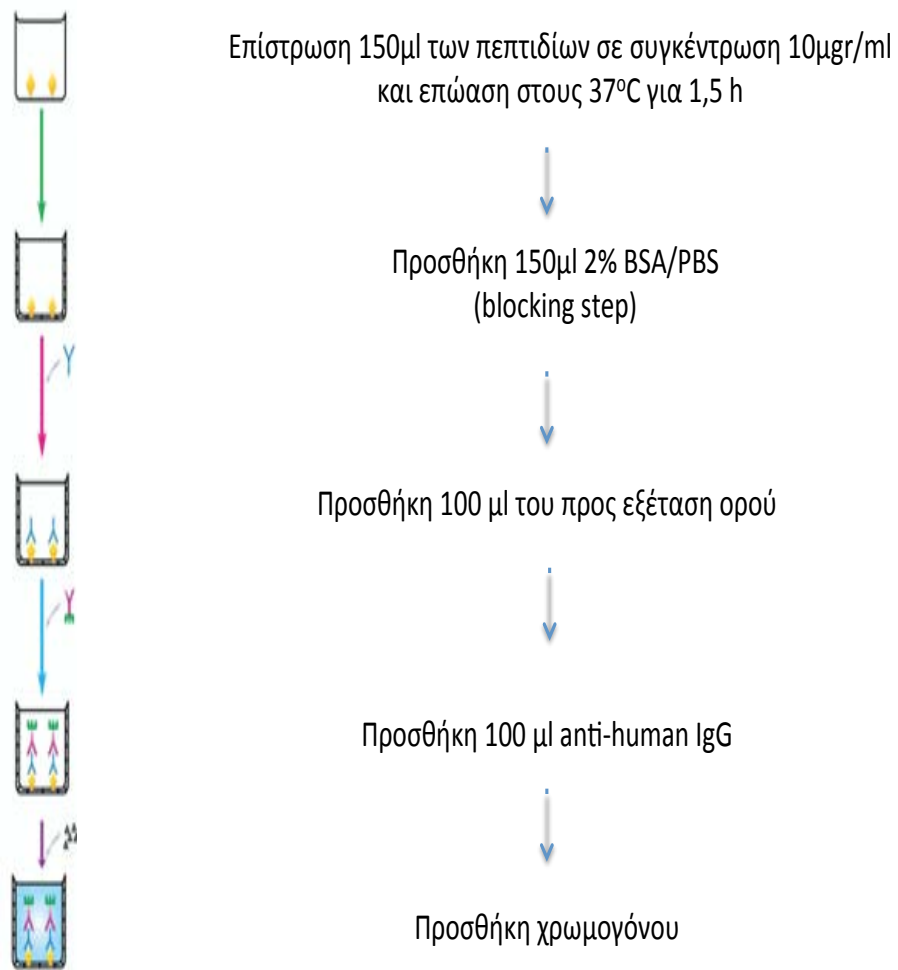 Επίστρωση 150μl των πεπτιδίων σε συγκέντρωση 10μgr/ml
και επώαση στους 37οC για 1,5 h
Προσθήκη 150μl 2% BSA/PBS
(blocking step)
Προσθήκη 100 μl του προς εξέταση ορού
Προσθήκη 100 μl anti-human IgG
Προσθήκη χρωμογόνου